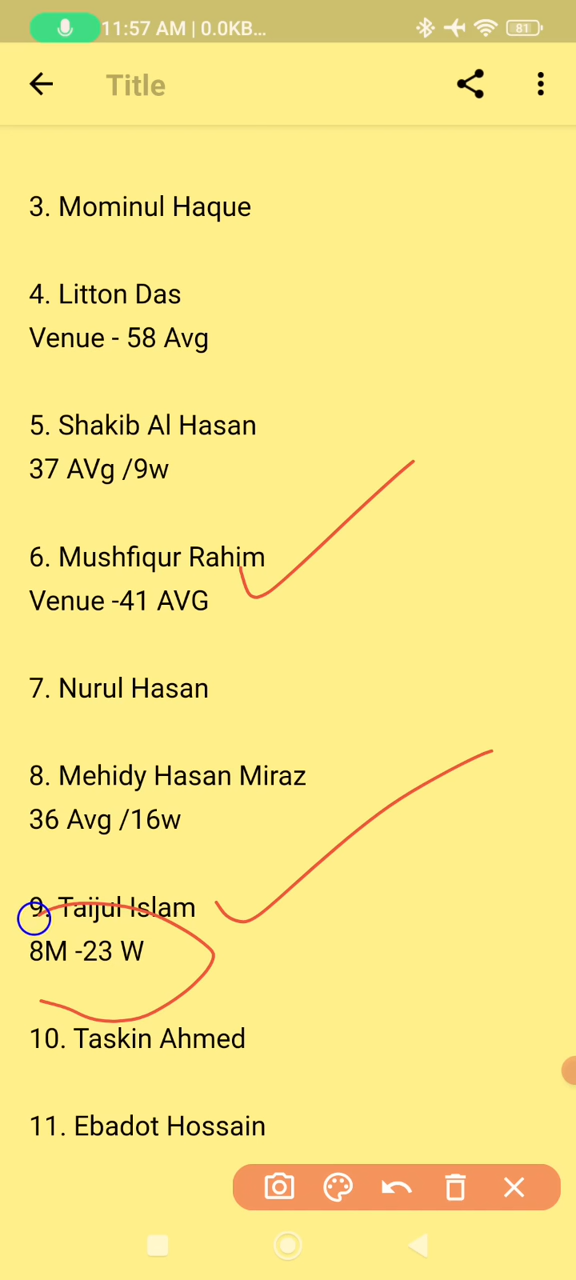 11:57 AM | 0.0KB...
81
Title
3. Mominul Haque
4. Litton Das
Venue - 58 Avg
5. Shakib Al Hasan
37 AVg /9w
6. Mushfiqur Rahim
Venue -41 AVG
7. Nurul Hasan
8. Mehidy Hasan Miraz
36 Avg /16w
9. Taijul Islam
8M -23 W
10. Taskin Ahmed
11. Ebadot Hossain